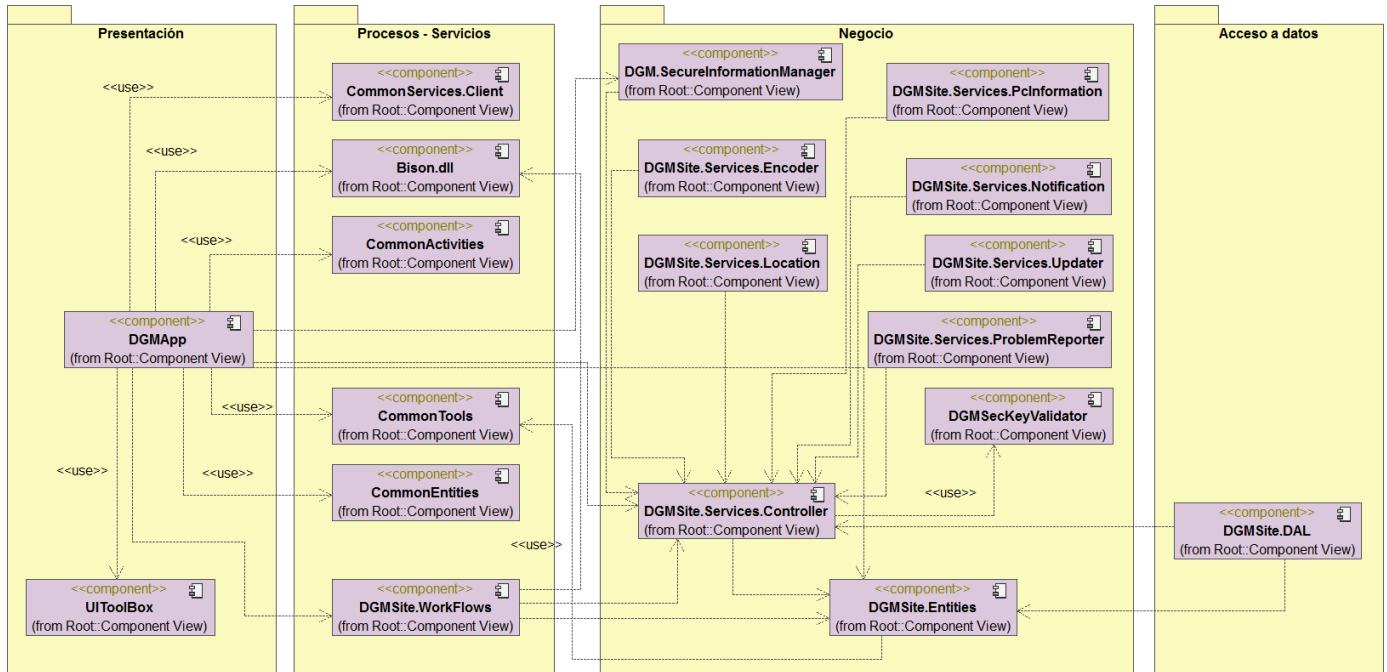 Presentación
Procesos - Servicios
Negocio
Acceso a datos
<<component>>
CommonServices.Client
(from Root::Component View)
<<component>>
DGM.SecureInformationManager
(from Root::Component View)
<<component>>
DGMSite.Services.PcInformation
(from Root::Component View)
<<use>>
<<component>>
Bison.dll
(from Root::Component View)
<<component>>
DGMSite.Services.Encoder
(from Root::Component View)
<<component>>
DGMSite.Services.Notification
(from Root::Component View)
<<use>>
<<component>>
CommonActivities
(from Root::Component View)
<<component>>
DGMSite.Services.Location
(from Root::Component View)
<<component>>
DGMSite.Services.Updater
(from Root::Component View)
<<use>>
<<component>>
DGMApp
(from Root::Component View)
<<component>>
DGMSite.Services.ProblemReporter
(from Root::Component View)
<<component>>
CommonTools
(from Root::Component View)
<<use>>
<<component>>
DGMSecKeyValidator
(from Root::Component View)
<<use>>
<<use>>
<<component>>
CommonEntities
(from Root::Component View)
<<component>>
DGMSite.Services.Controller
(from Root::Component View)
<<use>>
<<component>>
DGMSite.DAL
(from Root::Component View)
<<use>>
<<component>>
UIToolBox
(from Root::Component View)
<<component>>
DGMSite.WorkFlows
(from Root::Component View)
<<component>>
DGMSite.Entities
(from Root::Component View)